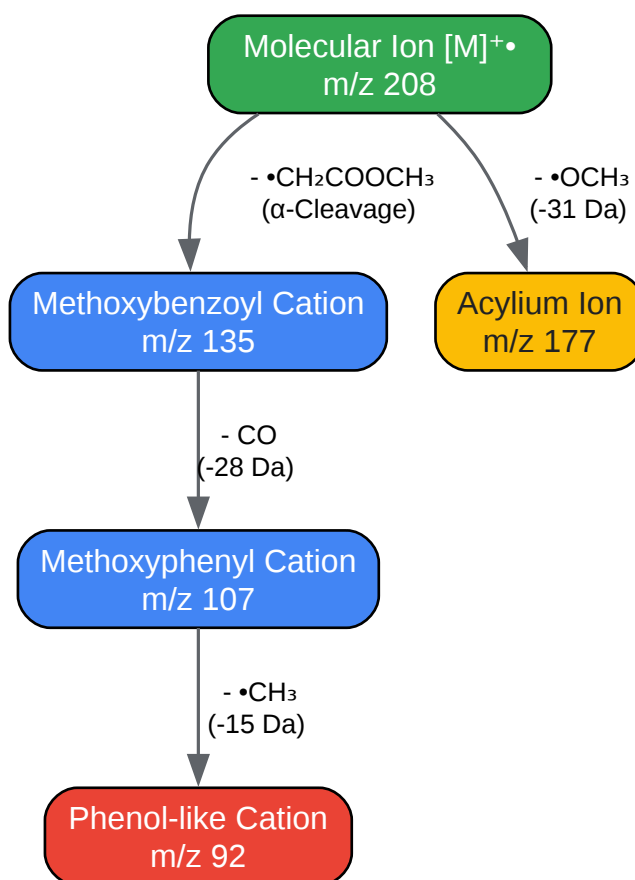 Molecular Ion [M]⁺•
m/z 208
- •CH₂COOCH₃
(α-Cleavage)
- •OCH₃
(-31 Da)
Methoxybenzoyl Cation
m/z 135
Acylium Ion
m/z 177
- CO
(-28 Da)
Methoxyphenyl Cation
m/z 107
- •CH₃
(-15 Da)
Phenol-like Cation
m/z 92